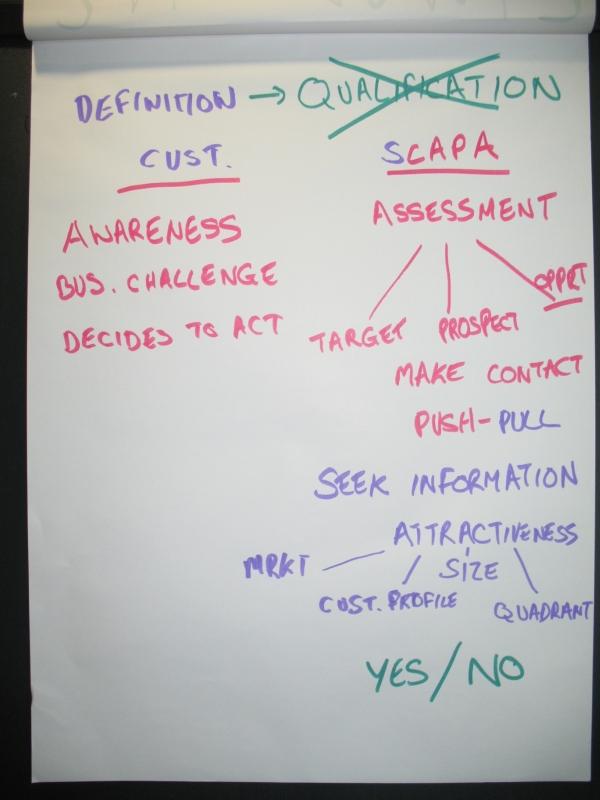 DEFINITION → QUALIFICATION
CUST.
SCAPA
AWARENESS
BUS. CHALLENGE
DECIDES TO ACT
ASSESSMENT
TARGET PROSPECT OPPRT
MAKE CONTACT
PUSH-PULL
SEEK INFORMATION
ATTRACTIVENESS
MRKT SIZE
CUST. PROFILE QUADRANT
YES/NO